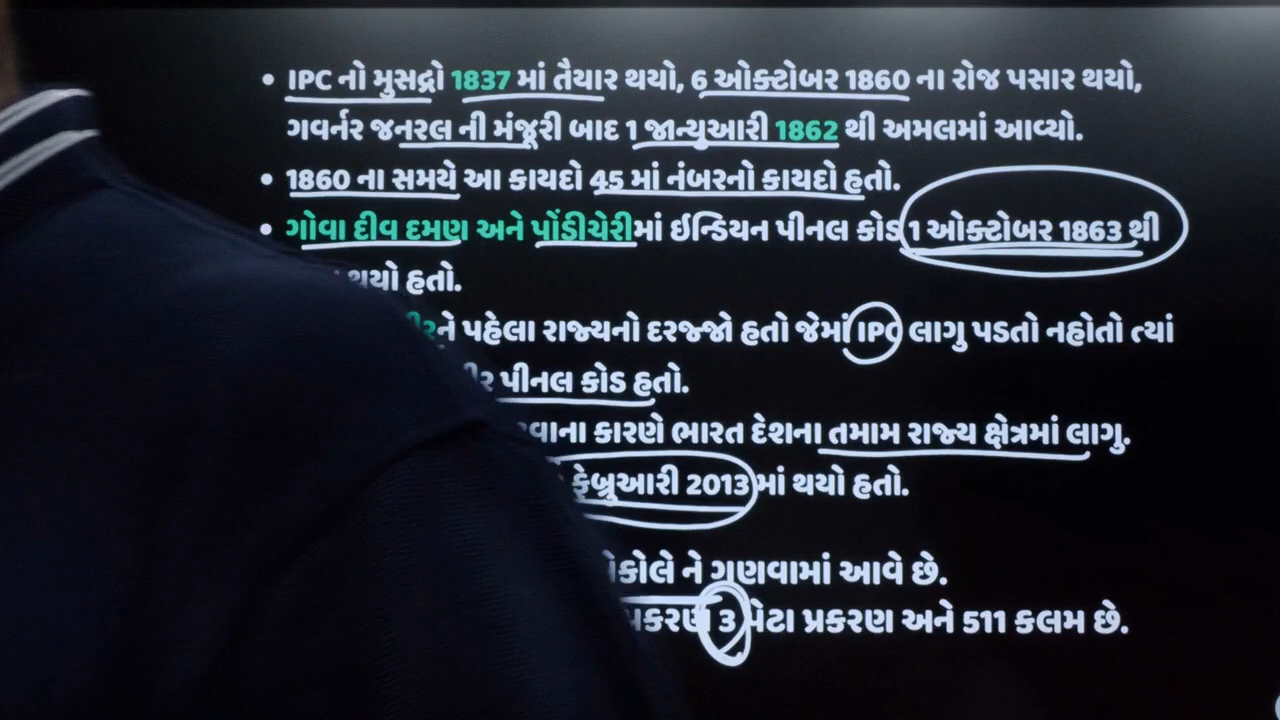 • IPC નો મુસદ્દો 1837 માં તૈયાર થયો, 6 ઓક્ટોબર 1860 ના રોજ પસાર થયો,
ગવર્નર જનરલ ની મંજૂરી બાદ 1 જાન્યુઆરી 1862 થી અમલમાં આવ્યો.
• 1860 ના સમયે આ કાયદો 45 માં નંબરનો કાયદો હતો.
• ગોવા દીવ દમણ અને પોંડીચેરીમાં ઈન્ડિયન પીનલ કોડ 1 ઓક્ટોબર 1863 થી
થયો હતો.
પહેલા રાજ્યનો દરજ્જો હતો જેમાં IPC લાગુ પડતો નહોતો ત્યાં
પીનલ કોડ હતો.
કારણે ભારત દેશના તમામ રાજ્ય ક્ષેત્રમાં લાગુ.
ફેબ્રુઆરી 2013 માં થયો હતો.
ને ગણવામાં આવે છે.
3 પેટા પ્રકરણ અને 511 કલમ છે.